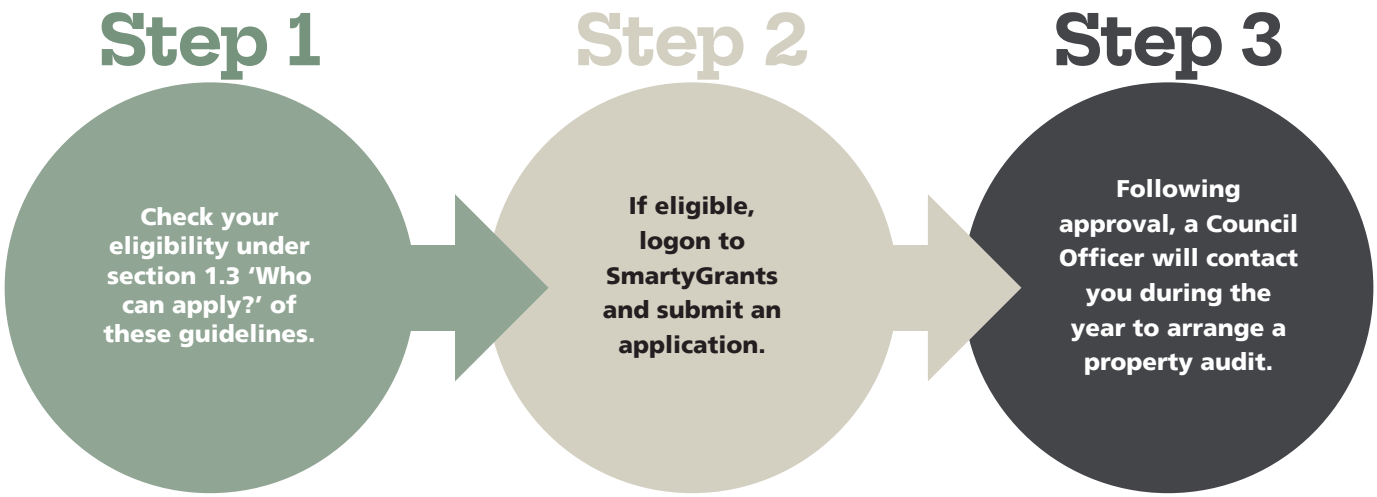 Step 1
Check your
eligibility under
section 1.3 ‘Who
can apply?’ of
these guidelines.
Step 2
If eligible,
logon to
SmartyGrants
and submit an
application.
Step 3
Following
approval, a Council
Officer will contact
you during the
year to arrange a
property audit.